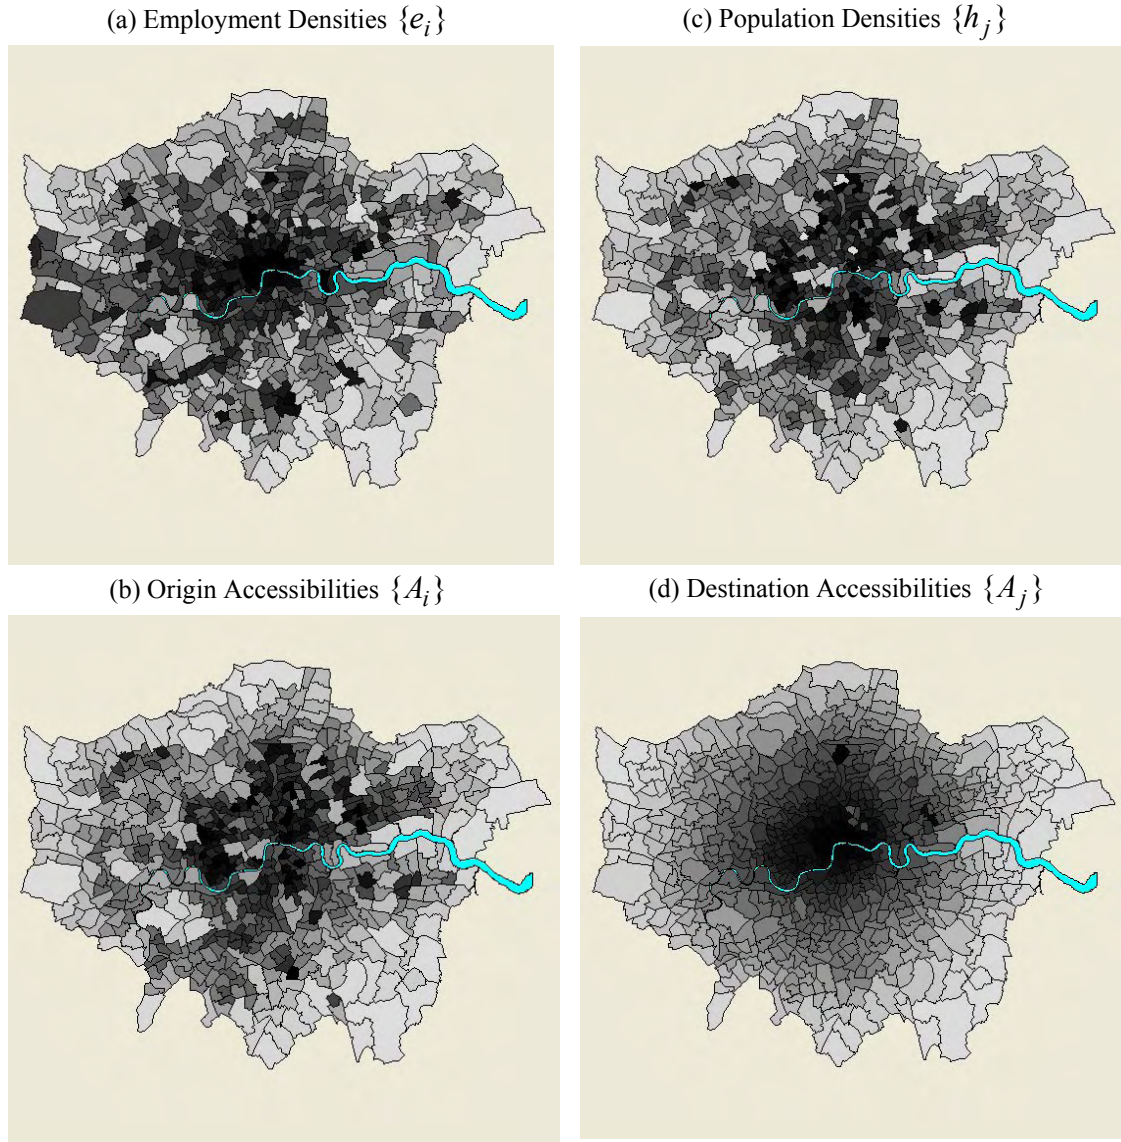 (a) Employment Densities {e_i}
(c) Population Densities {h_j}
(b) Origin Accessibilities {A_i}
(d) Destination Accessibilities {A_j}